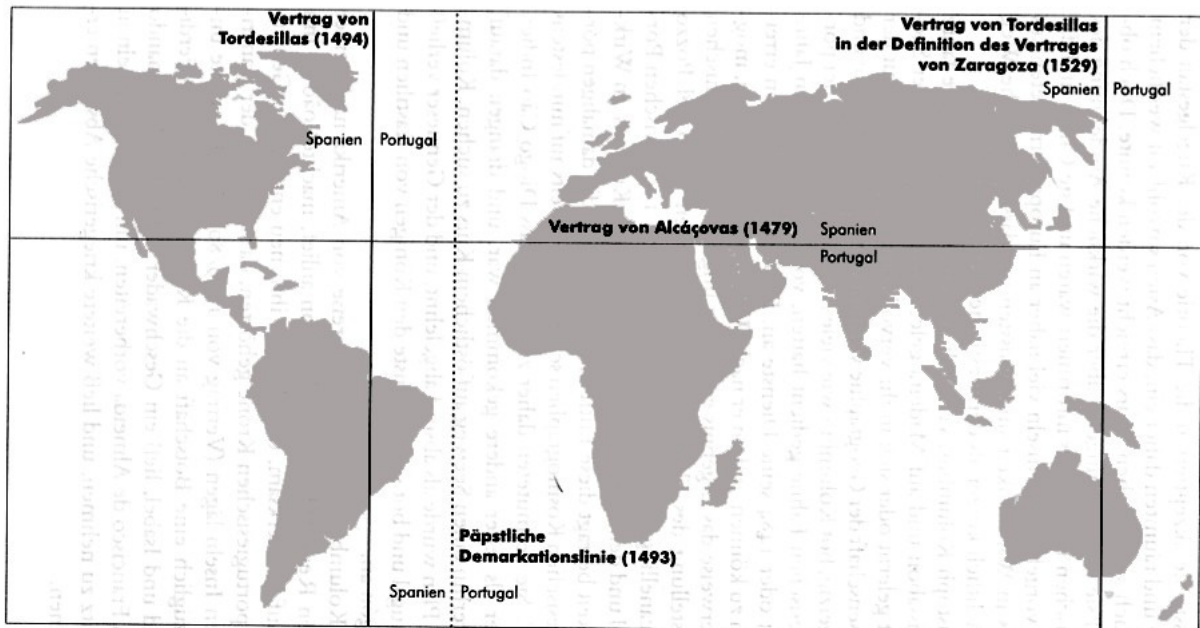 Vertrag von
Tordesillas (1494)
Vertrag von Tordesillas
in der Definition des Vertrages
von Zaragoza (1529)
Spanien Portugal
Spanien Portugal
Vertrag von Alcáçovas (1479) Spanien
Portugal
Päpstliche
Demarkationslinie (1493)
Spanien Portugal